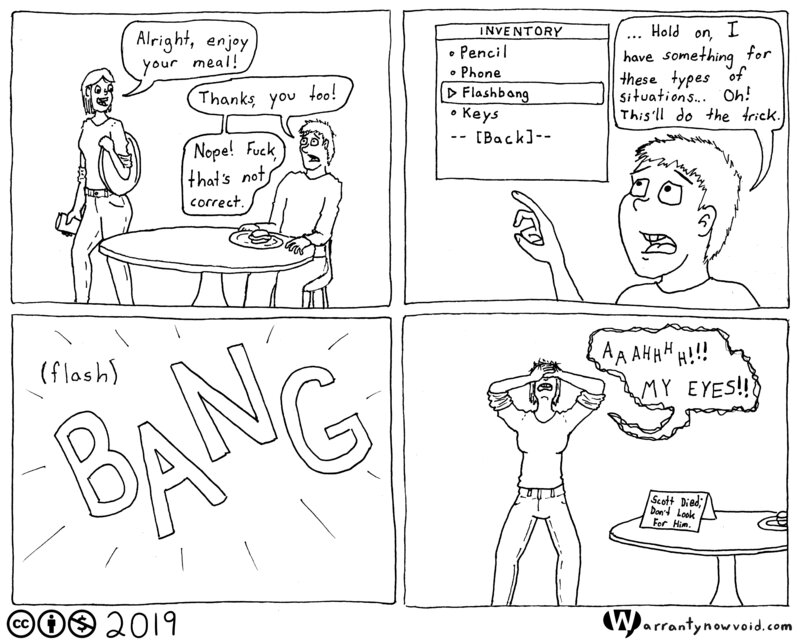 Alright, enjoy
your meal!
Thanks, you too!
Nope! Fuck,
that's not
correct.
INVENTORY
Pencil
Phone
Flashbang
Keys
-- [Back]--
... Hold on, I
have something for
these types of
situations... Oh!
This'll do the trick.
(flash)
BANG
AAAHHHH!!!
MY EYES!!
Scott Died;
Don't Look
For Him.
cc $ 2019
Warrantynowvoid.com